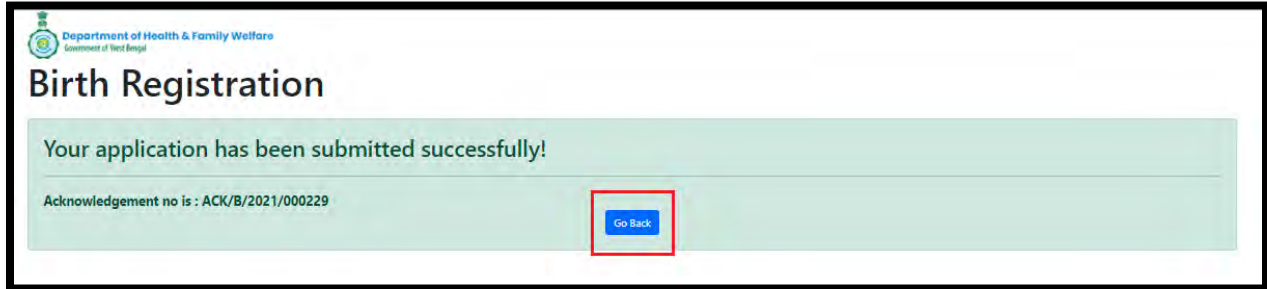 Department of Health & Family Welfare
Government of West Bengal
Birth Registration
Your application has been submitted successfully!
Acknowledgement no is : ACK/B/2021/000229
Go Back